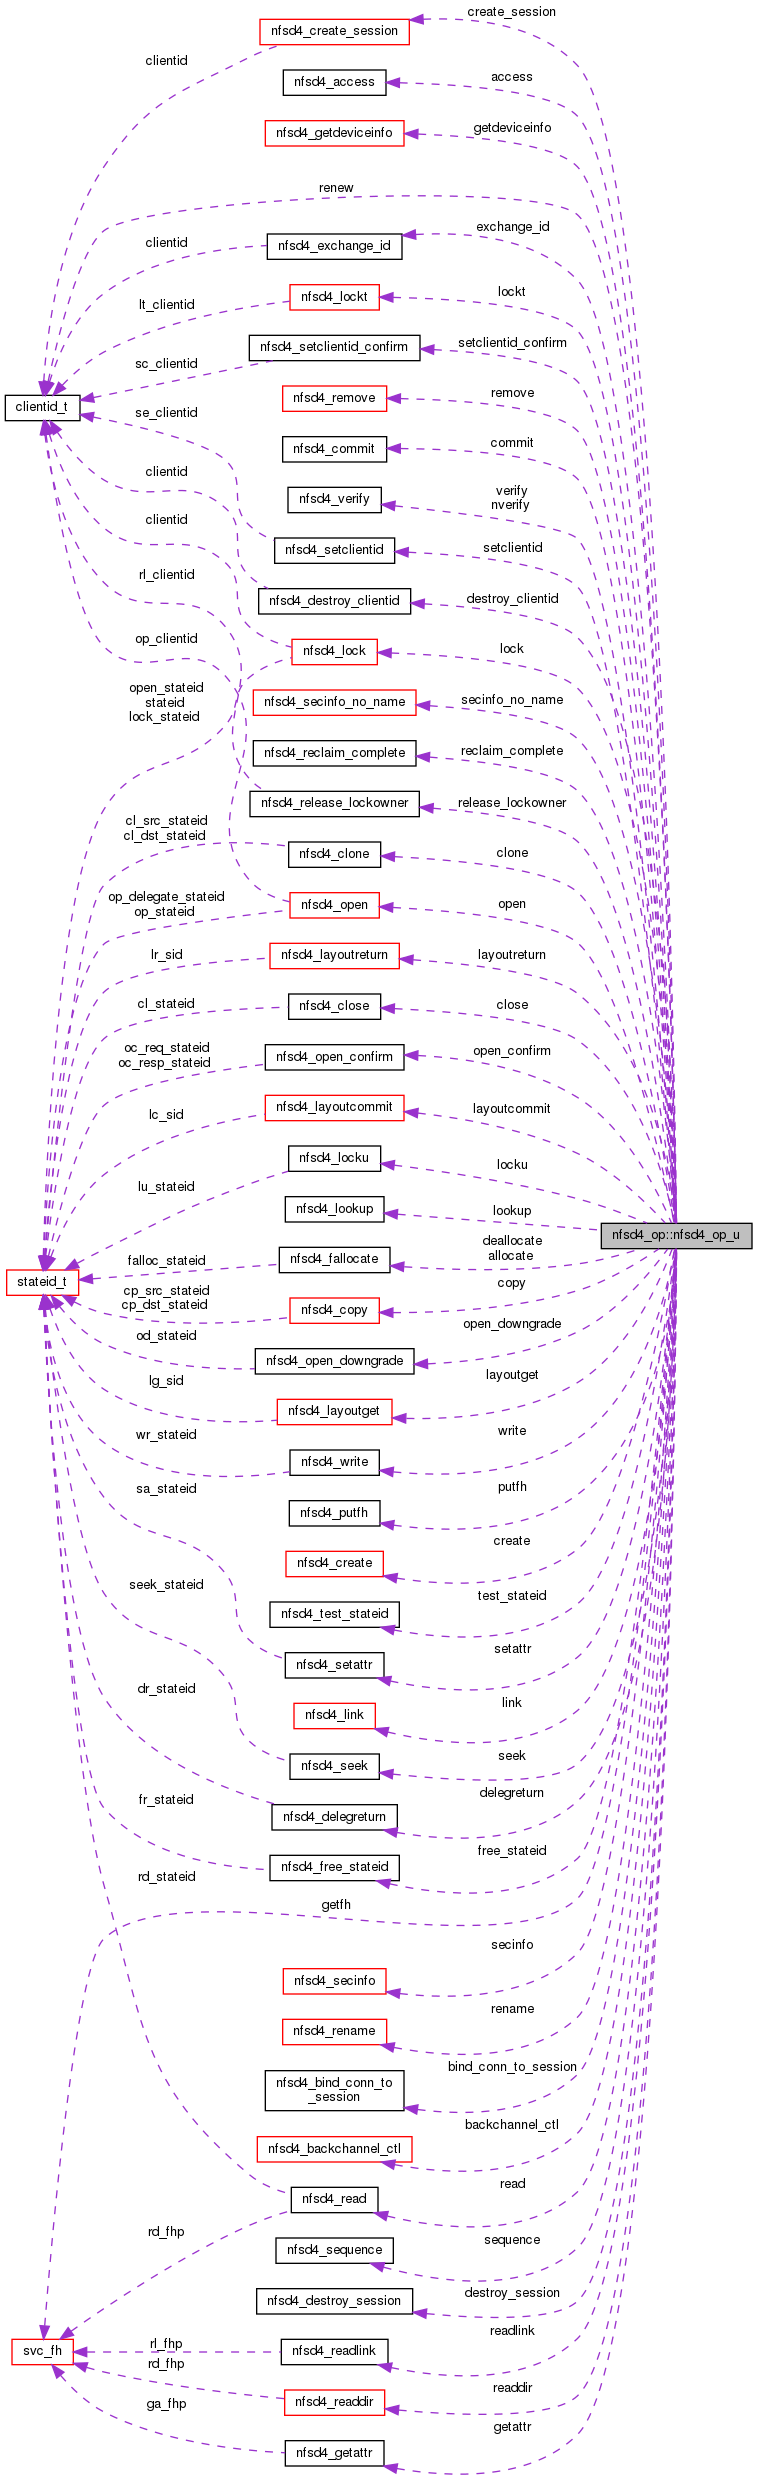 create_session
nfsd4_create_session
clientid
access
nfsd4_access
getdeviceinfo
nfsd4_getdeviceinfo
renew
exchange_id
clientid
nfsd4_exchange_id
lockt
lt_clientid
nfsd4_lockt
setclientid_confirm
nfsd4_setclientid_confirm
sc_clientid
remove
nfsd4_remove
clientid_t
se_clientid
commit
nfsd4_commit
clientid
verify
nverify
nfsd4_verify
clientid
setclientid
nfsd4_setclientid
rl_clientid
destroy_clientid
nfsd4_destroy_clientid
op_clientid
lock
nfsd4_lock
open_stateid
stateid
lock_stateid
secinfo_no_name
nfsd4_secinfo_no_name
reclaim_complete
nfsd4_reclaim_complete
release_lockowner
nfsd4_release_lockowner
cl_src_stateid
cl_dst_stateid
clone
nfsd4_clone
op_delegate_stateid
op_stateid
open
nfsd4_open
lr_sid
layoutreturn
nfsd4_layoutreturn
cl_stateid
close
nfsd4_close
oc_req_stateid
oc_resp_stateid
open_confirm
nfsd4_open_confirm
lc_sid
layoutcommit
nfsd4_layoutcommit
locku
nfsd4_locku
lu_stateid
lookup
nfsd4_lookup
nfsd4_op::nfsd4_op_u
deallocate
allocate
falloc_stateid
nfsd4_fallocate
stateid_t
copy
cp_src_stateid
cp_dst_stateid
nfsd4_copy
open_downgrade
od_stateid
nfsd4_open_downgrade
layoutget
lg_sid
nfsd4_layoutget
write
wr_stateid
nfsd4_write
putfh
sa_stateid
nfsd4_putfh
create
nfsd4_create
seek_stateid
test_stateid
nfsd4_test_stateid
setattr
nfsd4_setattr
dr_stateid
link
nfsd4_link
seek
nfsd4_seek
fr_stateid
delegreturn
nfsd4_delegreturn
free_stateid
nfsd4_free_stateid
rd_stateid
getfh
secinfo
nfsd4_secinfo
rename
nfsd4_rename
bind_conn_to_session
nfsd4_bind_conn_to
_session
backchannel_ctl
nfsd4_backchannel_ctl
read
nfsd4_read
rd_fhp
sequence
nfsd4_sequence
destroy_session
nfsd4_destroy_session
readlink
rl_fhp
nfsd4_readlink
svc_fh
rd_fhp
readdir
nfsd4_readdir
ga_fhp
getattr
nfsd4_getattr